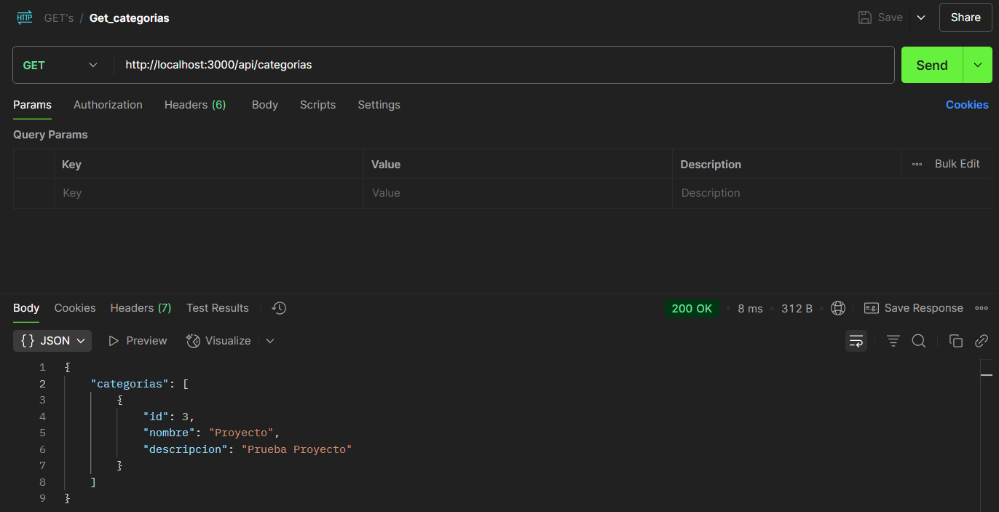 HTTP GET's / Get_categorias Save Share
GET http://localhost:3000/api/categorias Send
Params Authorization Headers (6) Body Scripts Settings Cookies
Query Params
Key Value Description Bulk Edit
Key Value Description
Body Cookies Headers (7) Test Results 200 OK 8 ms 312 B e.g. Save Response
{} JSON Preview Visualize
1 {
2 "categorias": [
3 {
4 "id": 3,
5 "nombre": "Proyecto",
6 "descripcion": "Prueba Proyecto"
7 }
8 ]
9 }